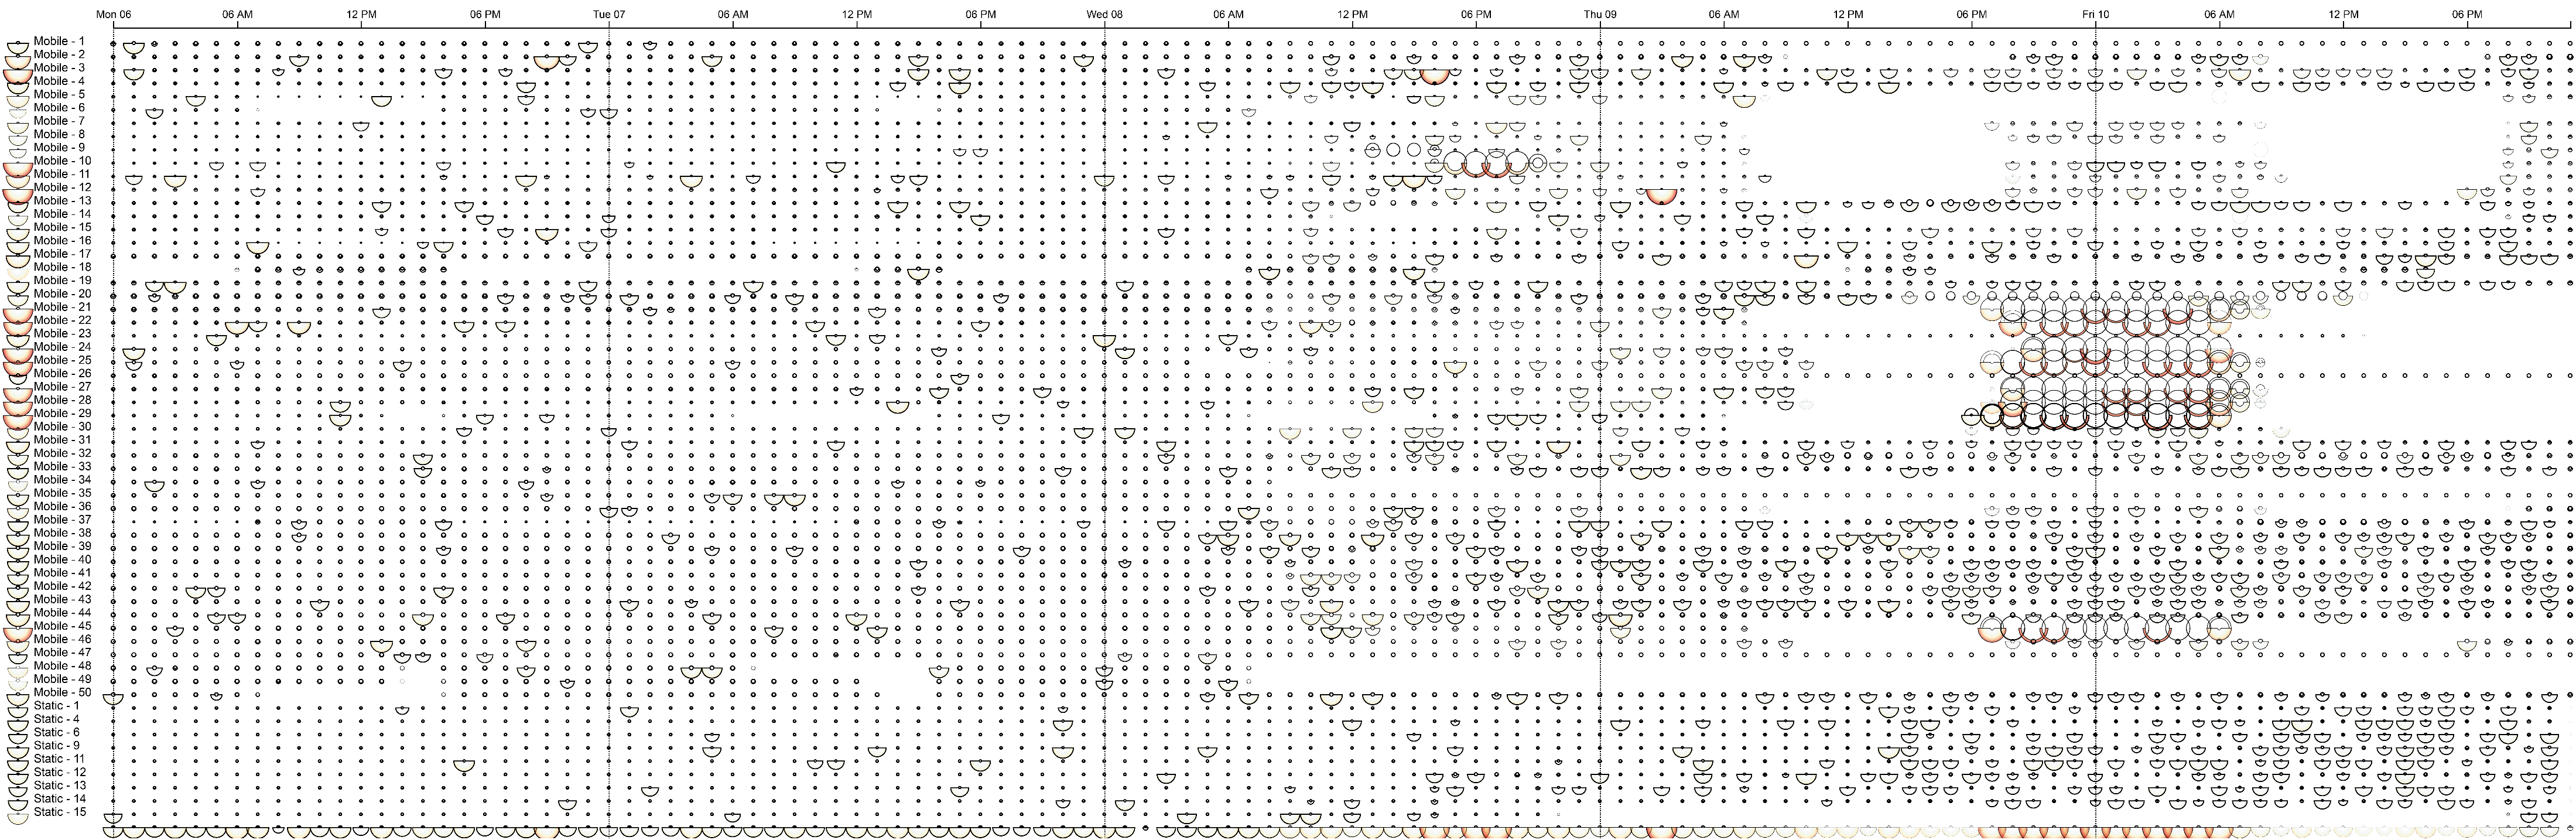 Mon 06 06 AM 12 PM 06 PM Tue 07 06 AM 12 PM 06 PM Wed 08 06 AM 12 PM 06 PM Thu 09 06 AM 12 PM 06 PM Fri 10 06 AM 12 PM 06 PM
Mobile - 1
Mobile - 2
Mobile - 3
Mobile - 4
Mobile - 5
Mobile - 6
Mobile - 7
Mobile - 8
Mobile - 9
Mobile - 10
Mobile - 11
Mobile - 12
Mobile - 13
Mobile - 14
Mobile - 15
Mobile - 16
Mobile - 17
Mobile - 18
Mobile - 19
Mobile - 20
Mobile - 21
Mobile - 22
Mobile - 23
Mobile - 24
Mobile - 25
Mobile - 26
Mobile - 27
Mobile - 28
Mobile - 29
Mobile - 30
Mobile - 31
Mobile - 32
Mobile - 33
Mobile - 34
Mobile - 35
Mobile - 36
Mobile - 37
Mobile - 38
Mobile - 39
Mobile - 40
Mobile - 41
Mobile - 42
Mobile - 43
Mobile - 44
Mobile - 45
Mobile - 46
Mobile - 47
Mobile - 48
Mobile - 49
Mobile - 50
Static - 1
Static - 4
Static - 6
Static - 9
Static - 11
Static - 12
Static - 13
Static - 14
Static - 15